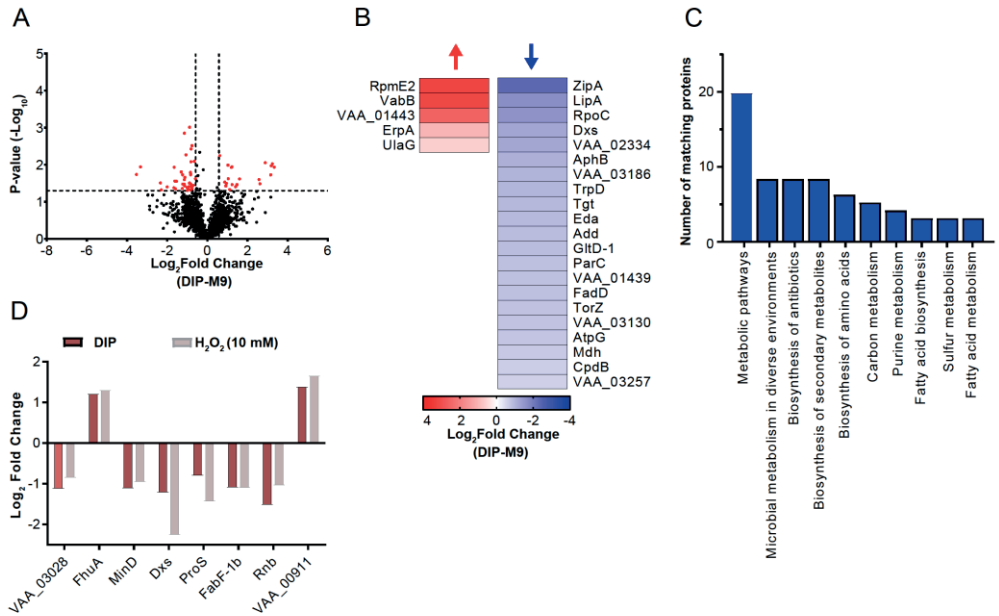 A
P-value (-Log10)
5
4
3
2
1
0
-8 -6 -4 -2 0 2 4 6
Log2Fold Change
(DIP-M9)
B
RpmE2
VabB
VAA_01443
ErpA
UlaG
ZipA
LipA
RpoC
Dxs
VAA_02334
AphB
VAA_03186
TrpD
Tgt
Eda
Add
GltD-1
ParC
VAA_01439
FadD
TorZ
VAA_03130
AtpG
Mdh
CpdB
VAA_03257
4 2 0 -2 -4
Log2Fold Change
(DIP-M9)
C
Number of matching proteins
20
10
0
Metabolic pathways
Microbial metabolism in diverse environments
Biosynthesis of antibiotics
Biosynthesis of secondary metabolites
Biosynthesis of amino acids
Carbon metabolism
Purine metabolism
Fatty acid biosynthesis
Sulfur metabolism
Fatty acid metabolism
D
DIP
H2O2 (10 mM)
Log2 Fold Change
2
1
0
-1
-2
VAA_03028
FhuA
MinD
Dxs
ProS
FabF-1b
Rnb
VAA_00911